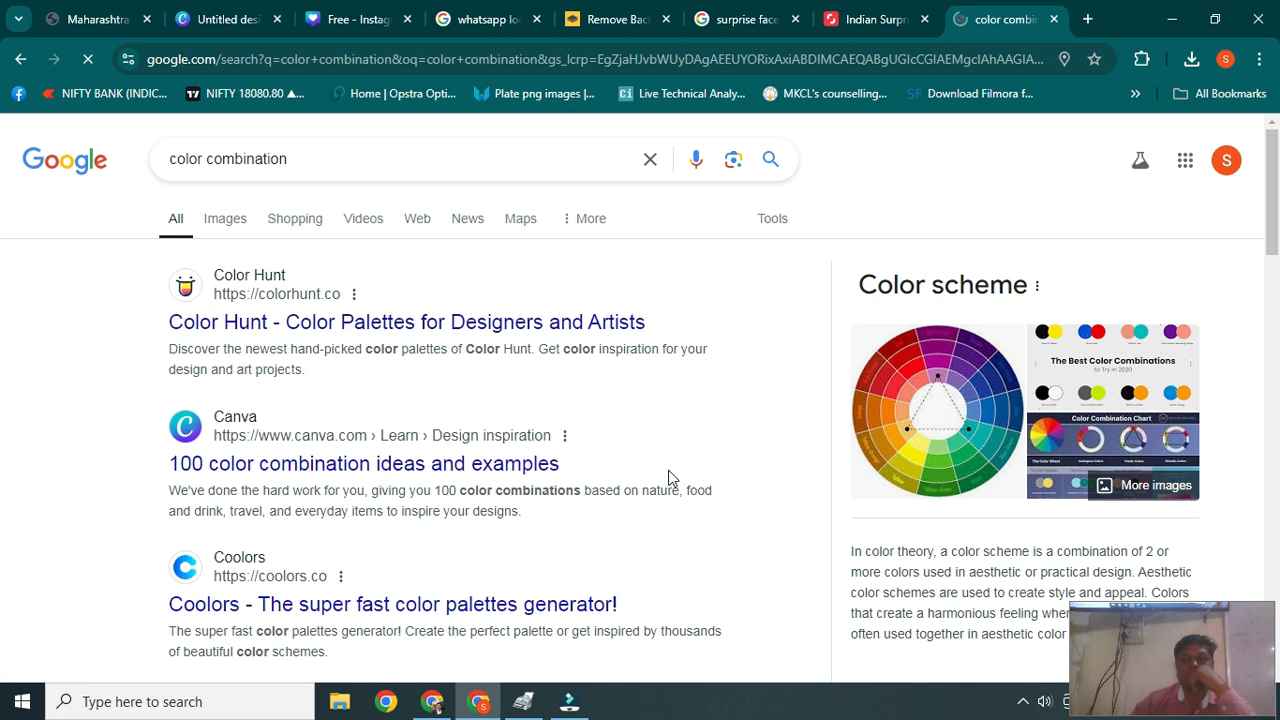 Maharashtra
Untitled desi
Free - Instag
whatsapp lo
Remove Bac
surprise face
Indian Surpr
color combin
google.com/search?q=color+combination&oq=color+combination&gs_lcrp=EgZjaHJvbWUyDAgAEEUYORixAxiABDIMCAEQABgUGIcCGIAEMgcIAhAAGIA...
S
NIFTY BANK (INDIC...
NIFTY 18080.80 ▲...
Home | Opstra Opti...
Plate png images |...
Live Technical Analy...
MKCL's counselling...
Download Filmora f...
»
All Bookmarks
Google
color combination
S
All
Images
Shopping
Videos
Web
News
Maps
More
Tools
Color Hunt
https://colorhunt.co
Color Hunt - Color Palettes for Designers and Artists
Discover the newest hand-picked color palettes of Color Hunt. Get color inspiration for your
design and art projects.
Canva
https://www.canva.com › Learn › Design inspiration
100 color combination ideas and examples
We've done the hard work for you, giving you 100 color combinations based on nature, food
and drink, travel, and everyday items to inspire your designs.
Coolors
https://coolors.co
Coolors - The super fast color palettes generator!
The super fast color palettes generator! Create the perfect palette or get inspired by thousands
of beautiful color schemes.
Color scheme
The Best Color Combinations
to Try in 2020
Color Combination Chart
More images
In color theory, a color scheme is a combination of 2 or
more colors used in aesthetic or practical design. Aesthetic
color schemes are used to create style and appeal. Colors
that create a harmonious feeling when
often used together in aesthetic color
Type here to search